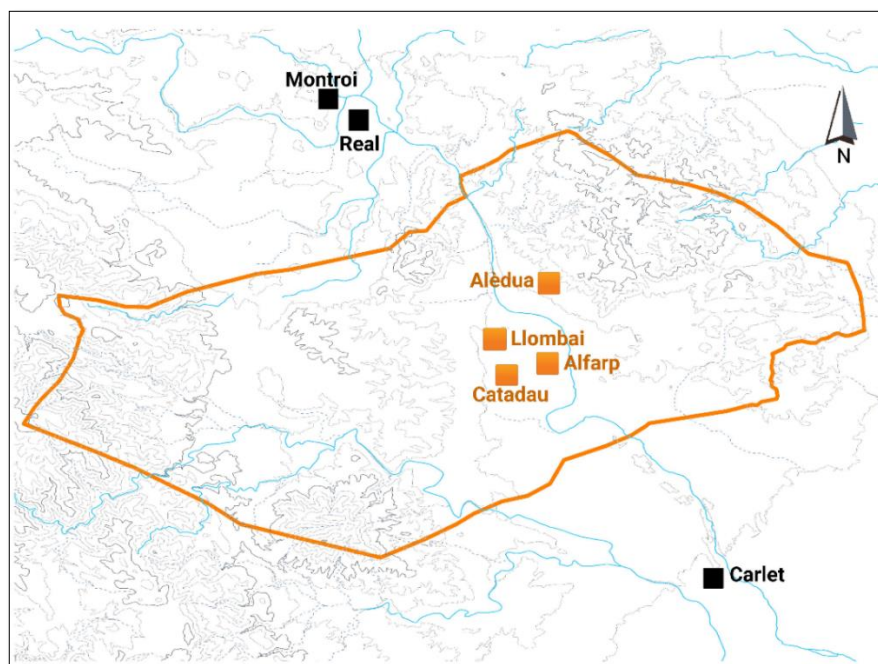 Montroi
Real
N
Alèdua
Llombai
Alfarp
Catadau
Carlet